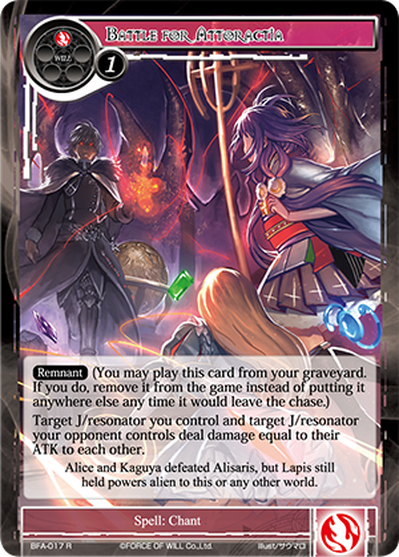 Battle for Attoractia
WILL
1
Remnant (You may play this card from your graveyard.
If you do, remove it from the game instead of putting it
anywhere else any time it would leave the chase.)
Target J/resonator you control and target J/resonator
your opponent controls deal damage equal to their
ATK to each other.
Alice and Kaguya defeated Alisaris, but Lapis still
held powers alien to this or any other world.
Spell: Chant
BFA-017 R
©FORCE OF WILL Co.,Ltd.
Illust/サクマロ